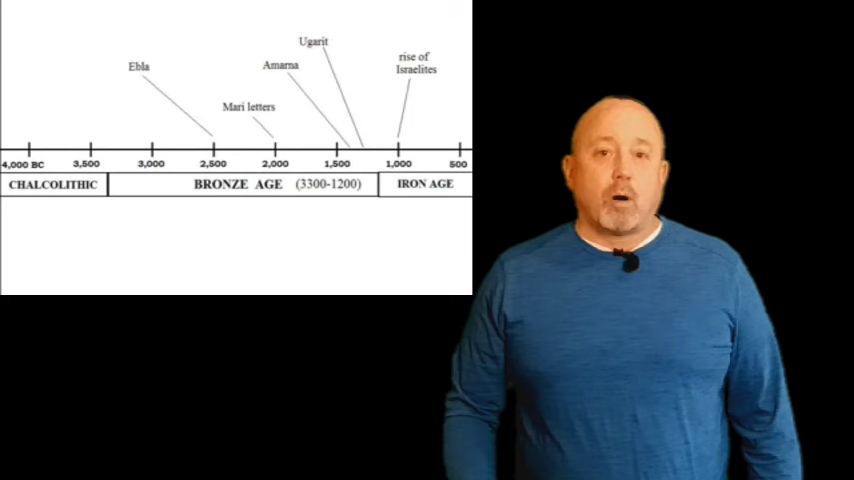 Ugarit
rise of
Israelites
Amarna
Ebla
Mari letters
4,000 BC 3,500 3,000 2,500 2,000 1,500 1,000 500
CHALCOLITHIC BRONZE AGE (3300-1200) IRON AGE